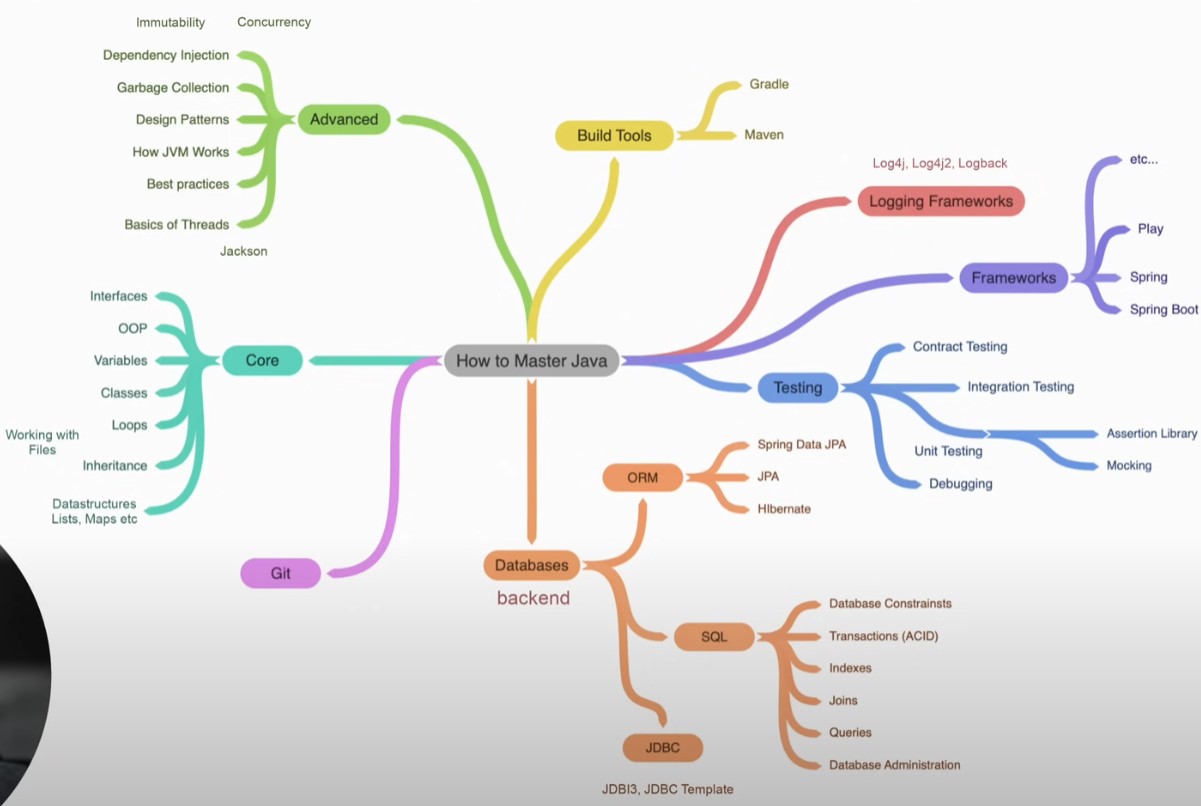 Immutability
Concurrency
Dependency Injection
Garbage Collection
Design Patterns
How JVM Works
Best practices
Basics of Threads
Jackson
Advanced
Build Tools
Gradle
Maven
Log4j, Log4j2, Logback
Logging Frameworks
Frameworks
etc...
Play
Spring
Spring Boot
How to Master Java
Core
Interfaces
OOP
Variables
Classes
Loops
Working with
Files
Inheritance
Datastructures
Lists, Maps etc
Testing
Contract Testing
Integration Testing
Unit Testing
Assertion Library
Mocking
Debugging
Git
Databases
backend
ORM
Spring Data JPA
JPA
HIbernate
SQL
Database Constrainsts
Transactions (ACID)
Indexes
Joins
Queries
Database Administration
JDBC
JDBI3, JDBC Template